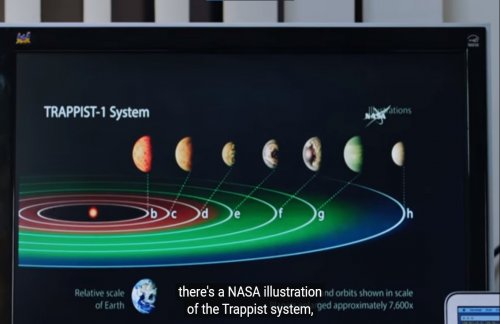 TRAPPIST-1 System
Illustrations
NASA
b c d e f g h
Relative scale
of Earth
nd orbits shown in scale
ged approximately 7,600x
there's a NASA illustration
of the Trappist system,